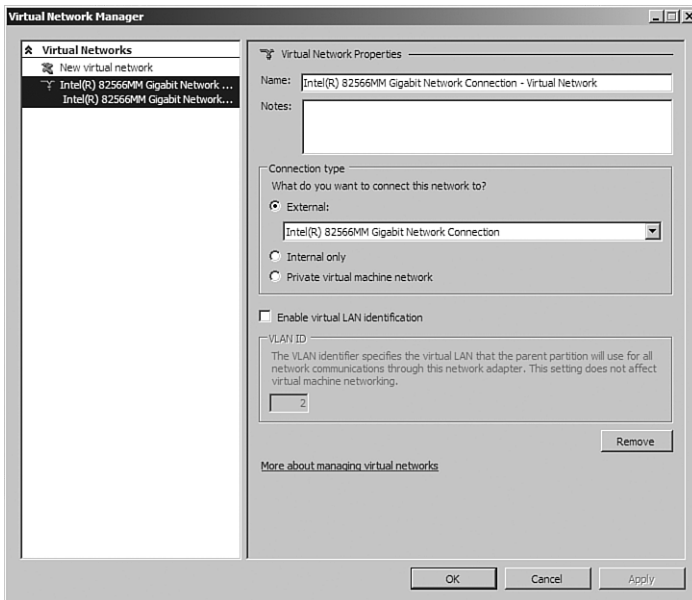 Virtual Network Manager
Virtual Networks
New virtual network
Intel(R) 82566MM Gigabit Network ...
Intel(R) 82566MM Gigabit Network...
Virtual Network Properties
Name: Intel(R) 82566MM Gigabit Network Connection - Virtual Network
Notes:
Connection type
What do you want to connect this network to?
External:
Intel(R) 82566MM Gigabit Network Connection
Internal only
Private virtual machine network
Enable virtual LAN identification
VLAN ID
The VLAN identifier specifies the virtual LAN that the parent partition will use for all
network communications through this network adapter. This setting does not affect
virtual machine networking.
2
Remove
More about managing virtual networks
OK Cancel Apply